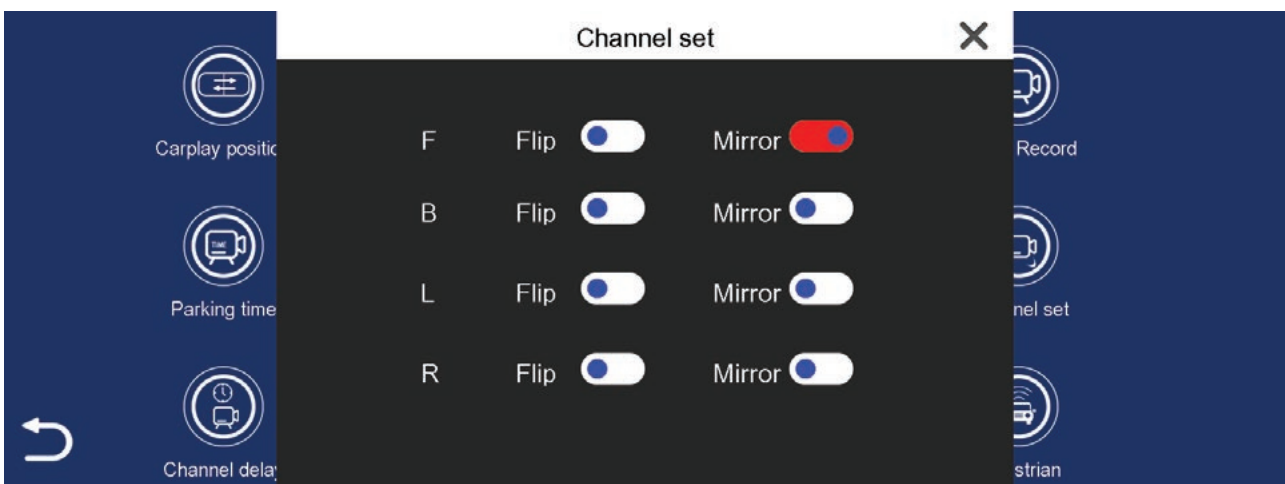 Channel set
Carplay positic
Record
F Flip Mirror
B Flip Mirror
TIME
Parking time
nel set
L Flip Mirror
R Flip Mirror
Channel delay
strian